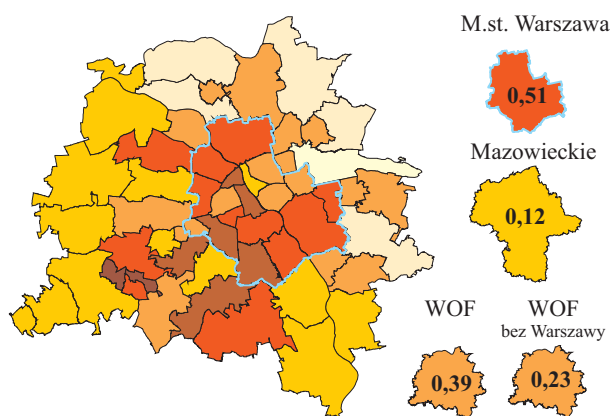 M.st. Warszawa
0,51
Mazowieckie
0,12
WOF
WOF
bez Warszawy
0,39
0,23